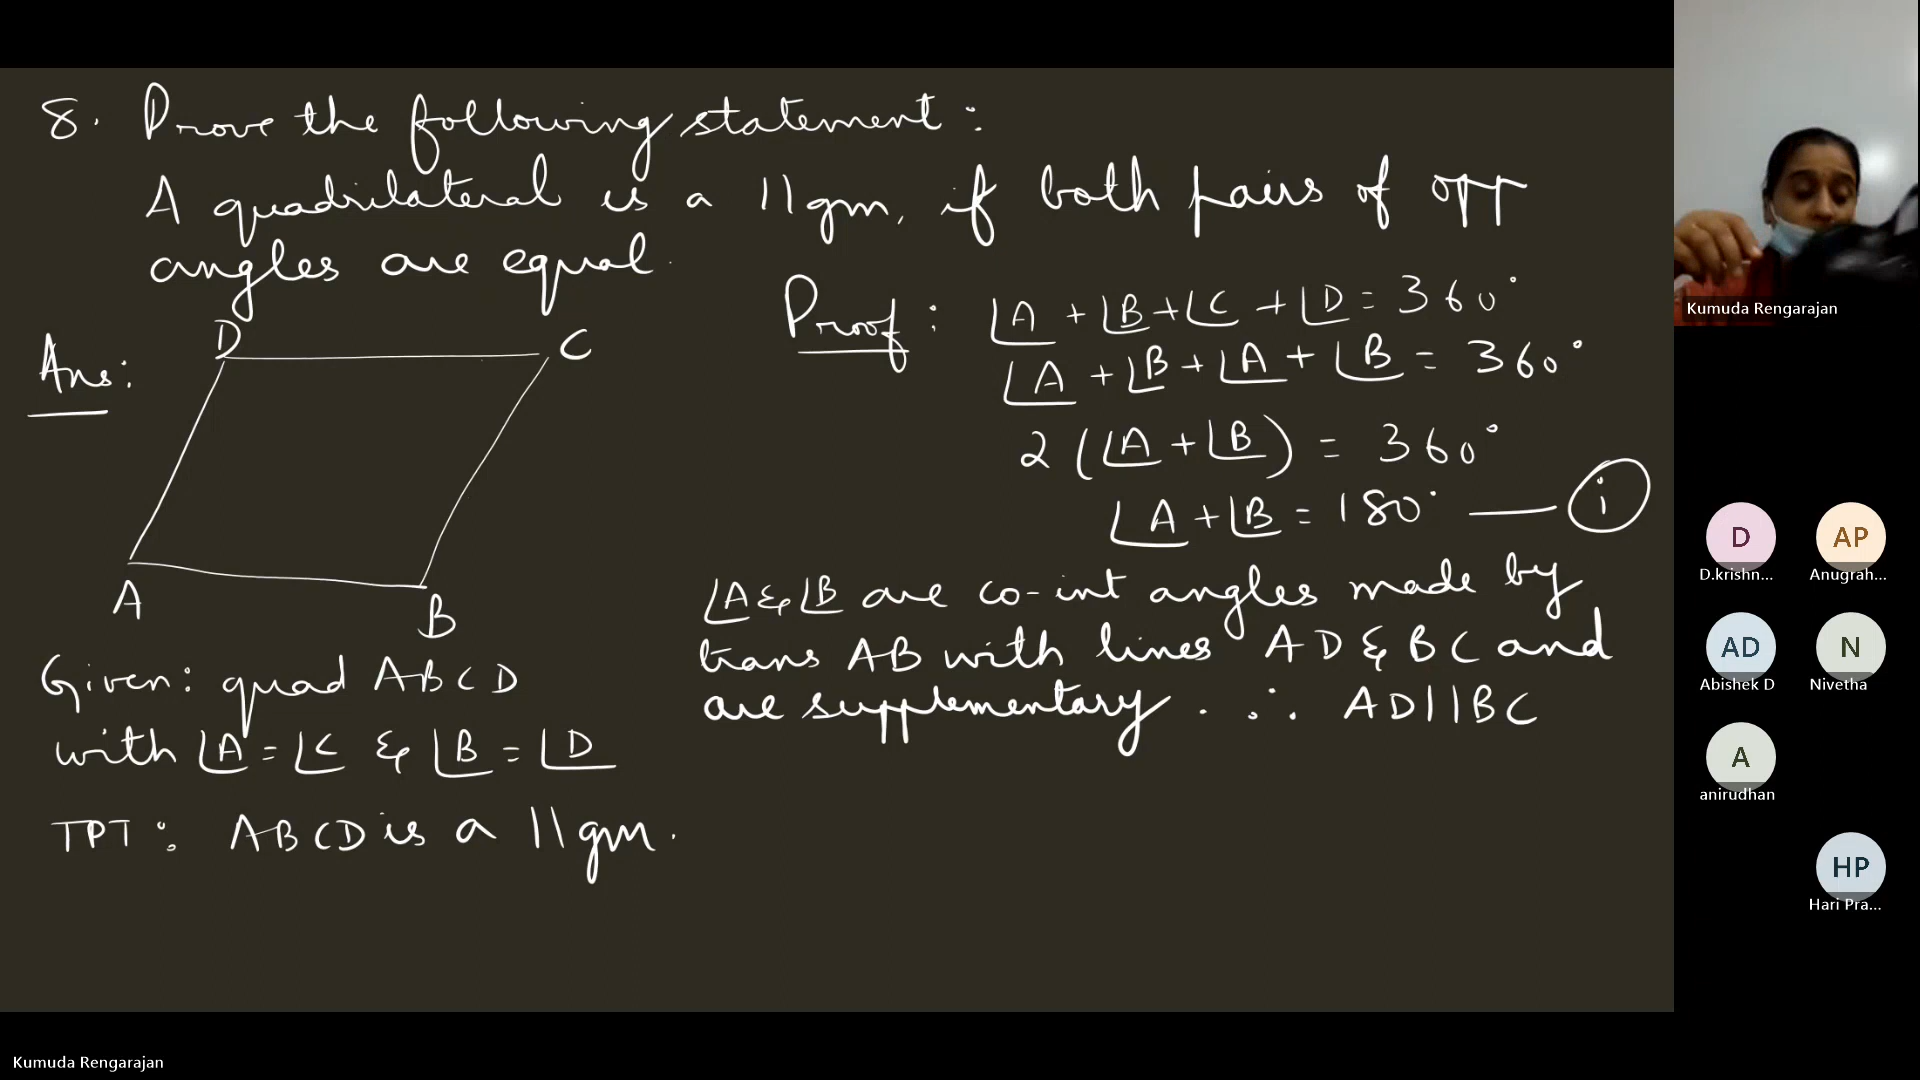 8. Prove the following statement :
A quadrilateral is a ||gm, if both pairs of opp
angles are equal.
Ans:
D
C
A
B
Given: quad ABCD
with ∠A = ∠C & ∠B = ∠D
TPT : ABCD is a ||gm.
Proof : ∠A + ∠B + ∠C + ∠D = 360°
∠A + ∠B + ∠A + ∠B = 360°
2 (∠A + ∠B) = 360°
∠A + ∠B = 180° — i
∠A & ∠B are co-int angles made by
trans AB with lines AD & BC and
are supplementary. ∴ AD||BC
Kumuda Rengarajan
D
AP
D.krishn...
Anugrah...
AD
N
Abishek D
Nivetha
A
anirudhan
HP
Hari Pra...
Kumuda Rengarajan